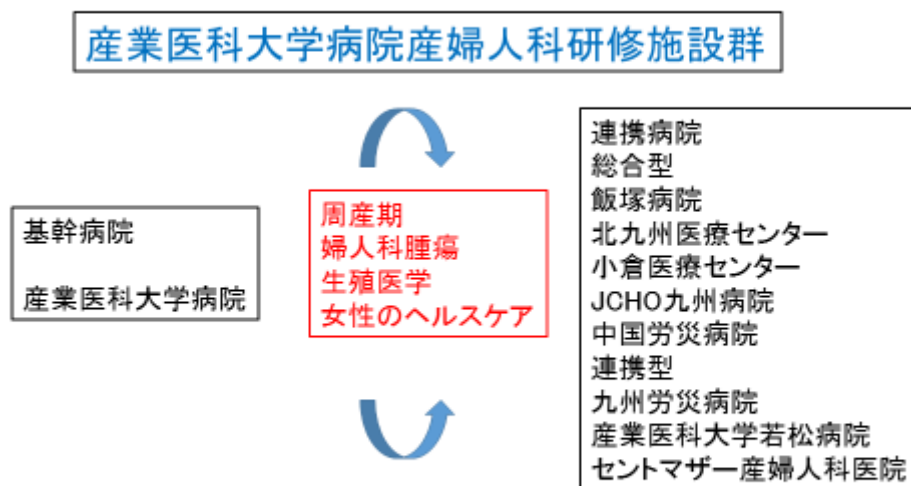 産業医科大学病院産婦人科研修施設群
基幹病院
産業医科大学病院
周産期
婦人科腫瘍
生殖医学
女性のヘルスケア
連携病院
総合型
飯塚病院
北九州医療センター
小倉医療センター
JCHO九州病院
中国労災病院
連携型
九州労災病院
産業医科大学若松病院
セントマザー産婦人科医院